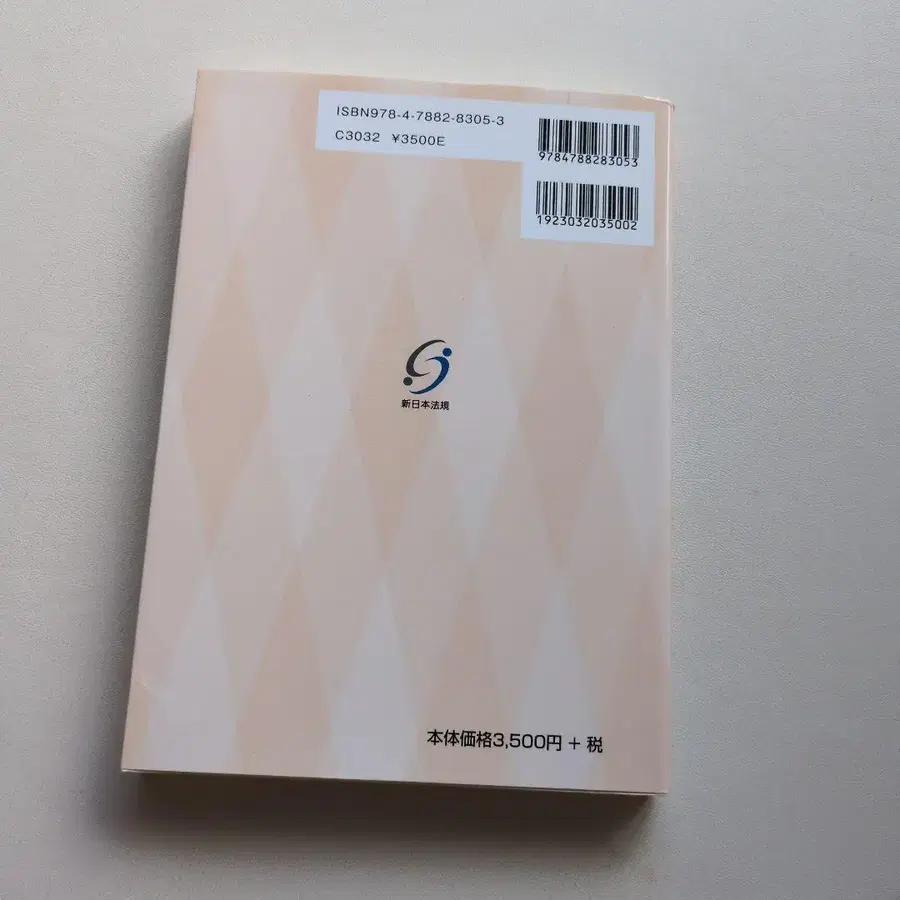 ISBN978-4-7882-8305-3
C3032 ¥3500E
9784788283053
1923032035002
新日本法規
本体価格3,500円 + 税